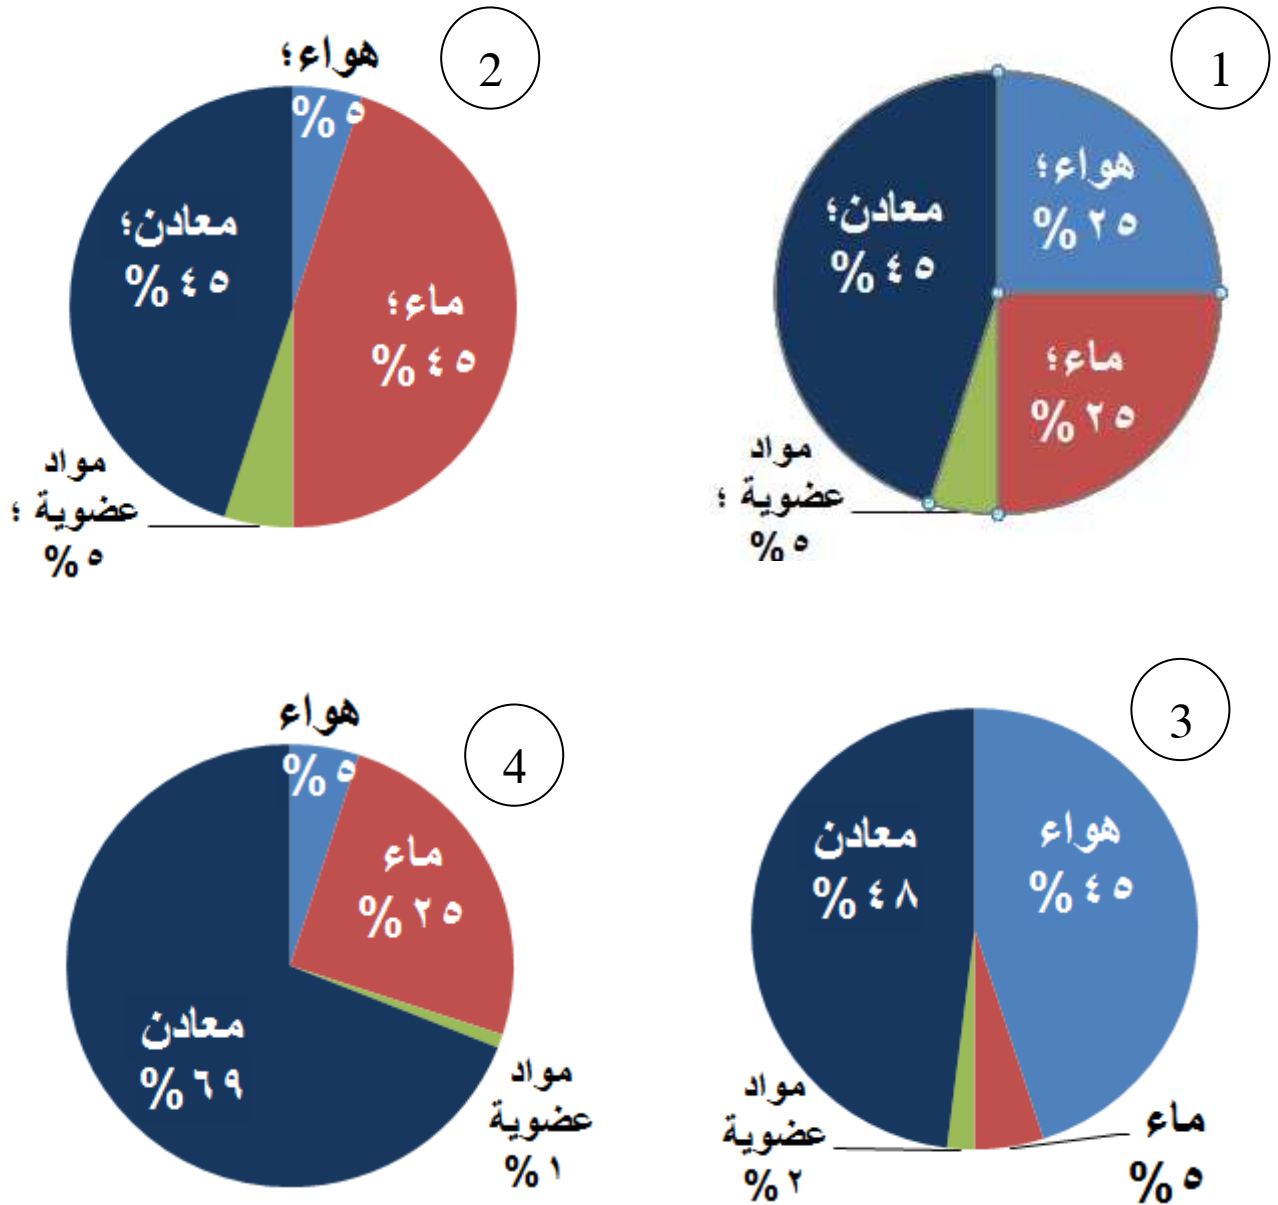 1
هواء؛
٢٥ %
ماء؛
٢٥ %
مواد
عضوية ؛
٥ %
معادن؛
٤٥ %
2
هواء؛
٥ %
ماء؛
٤٥ %
مواد
عضوية ؛
٥ %
معادن؛
٤٥ %
3
هواء
٤٥ %
ماء
٥ %
مواد
عضوية
٢ %
معادن
٤٨ %
4
هواء
٥ %
ماء
٢٥ %
مواد
عضوية
١ %
معادن
٦٩ %